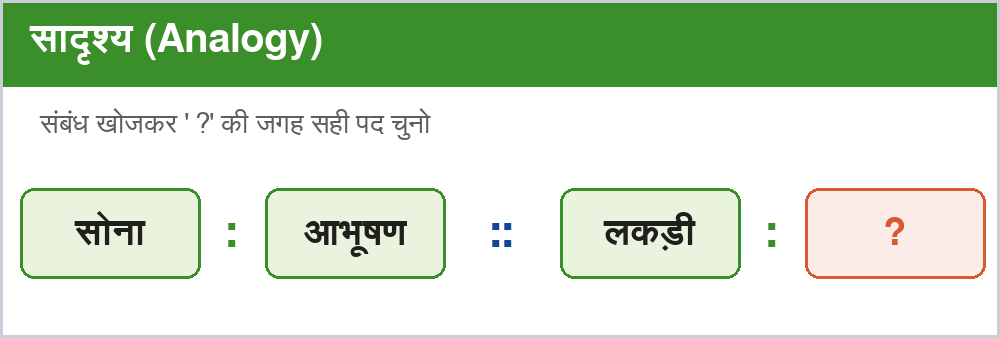 सादृश्य (Analogy)
संबंध खोजकर ' ?' की जगह सही पद चुनो
सोना : आभूषण :: लकड़ी : ?